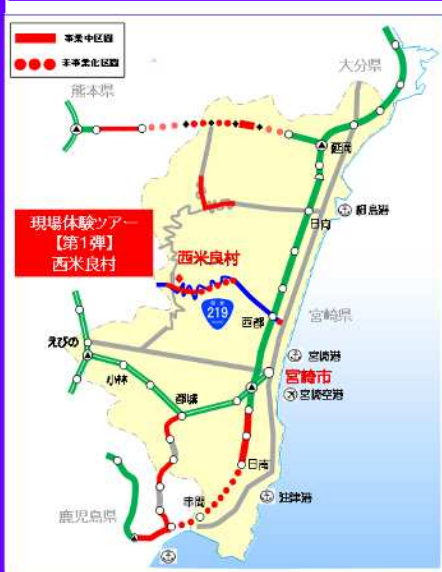 事業中区間
未事業化区間
大分県
熊本県
延岡
日向
細島港
現場体験ツアー
【第1弾】
西米良村
西米良村
国道
219
西都
宮崎県
えびの
宮崎港
小林
宮崎市
宮崎空港
都城
日南
串間
油津港
鹿児島県